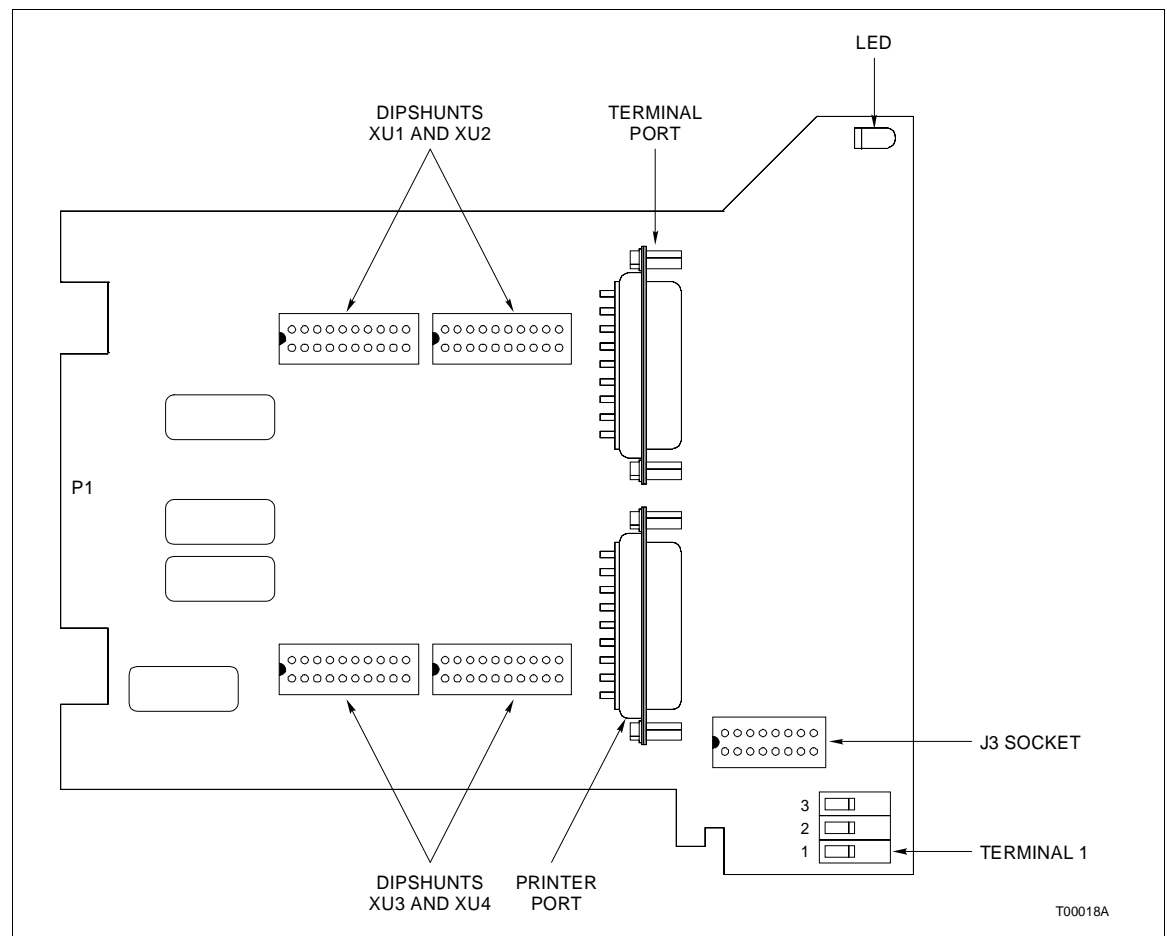 LED
DIPSHUNTS
XU1 AND XU2
TERMINAL
PORT
P1
J3 SOCKET
3
2
1
TERMINAL 1
DIPSHUNTS
XU3 AND XU4
PRINTER
PORT
T00018A